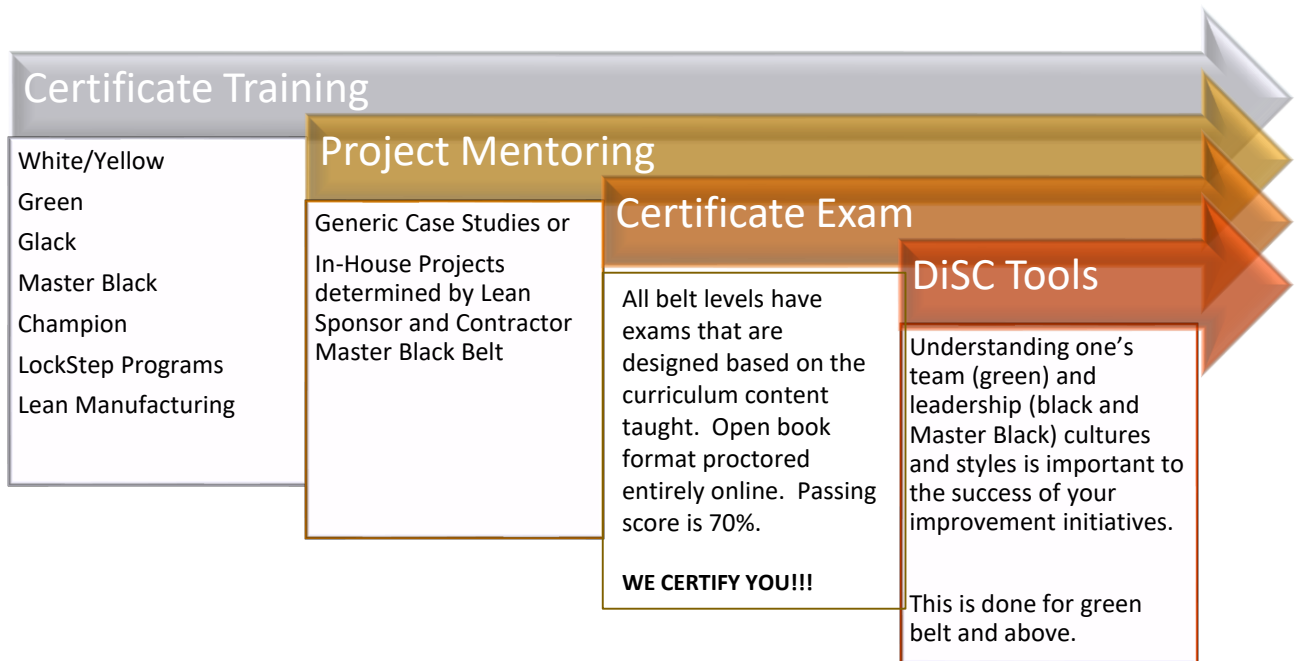 Certificate Training
White/Yellow
Green
Glack
Master Black
Champion
LockStep Programs
Lean Manufacturing
Project Mentoring
Generic Case Studies or
In-House Projects
determined by Lean
Sponsor and Contractor
Master Black Belt
Certificate Exam
All belt levels have
exams that are
designed based on the
curriculum content
taught.  Open book
format proctored
entirely online.  Passing
score is 70%.
WE CERTIFY YOU!!!
DiSC Tools
Understanding one’s
team (green) and
leadership (black and
Master Black) cultures
and styles is important to
the success of your
improvement initiatives.
This is done for green
belt and above.